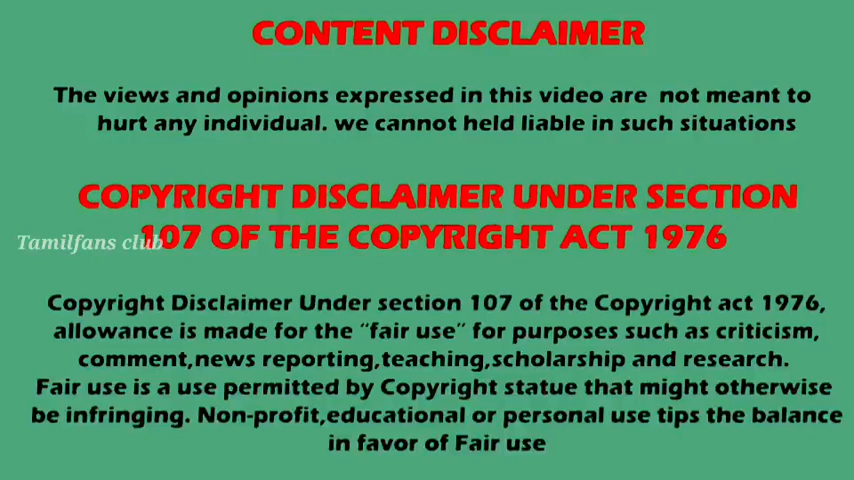 CONTENT DISCLAIMER
The views and opinions expressed in this video are not meant to
hurt any individual. we cannot held liable in such situations
COPYRIGHT DISCLAIMER UNDER SECTION
107 OF THE COPYRIGHT ACT 1976
Tamilfans club
Copyright Disclaimer Under section 107 of the Copyright act 1976,
allowance is made for the “fair use” for purposes such as criticism,
comment,news reporting,teaching,scholarship and research.
Fair use is a use permitted by Copyright statue that might otherwise
be infringing. Non-profit,educational or personal use tips the balance
in favor of Fair use